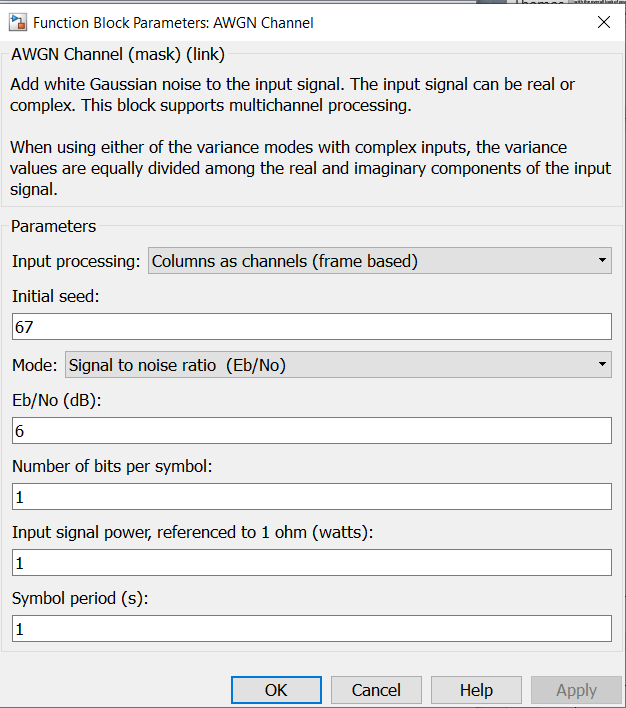 Function Block Parameters: AWGN Channel
AWGN Channel (mask) (link)
Add white Gaussian noise to the input signal. The input signal can be real or
complex. This block supports multichannel processing.
When using either of the variance modes with complex inputs, the variance
values are equally divided among the real and imaginary components of the input
signal.
Parameters
Input processing: Columns as channels (frame based)
Initial seed:
67
Mode: Signal to noise ratio  (Eb/No)
Eb/No (dB):
6
Number of bits per symbol:
1
Input signal power, referenced to 1 ohm (watts):
1
Symbol period (s):
1
OK Cancel Help Apply